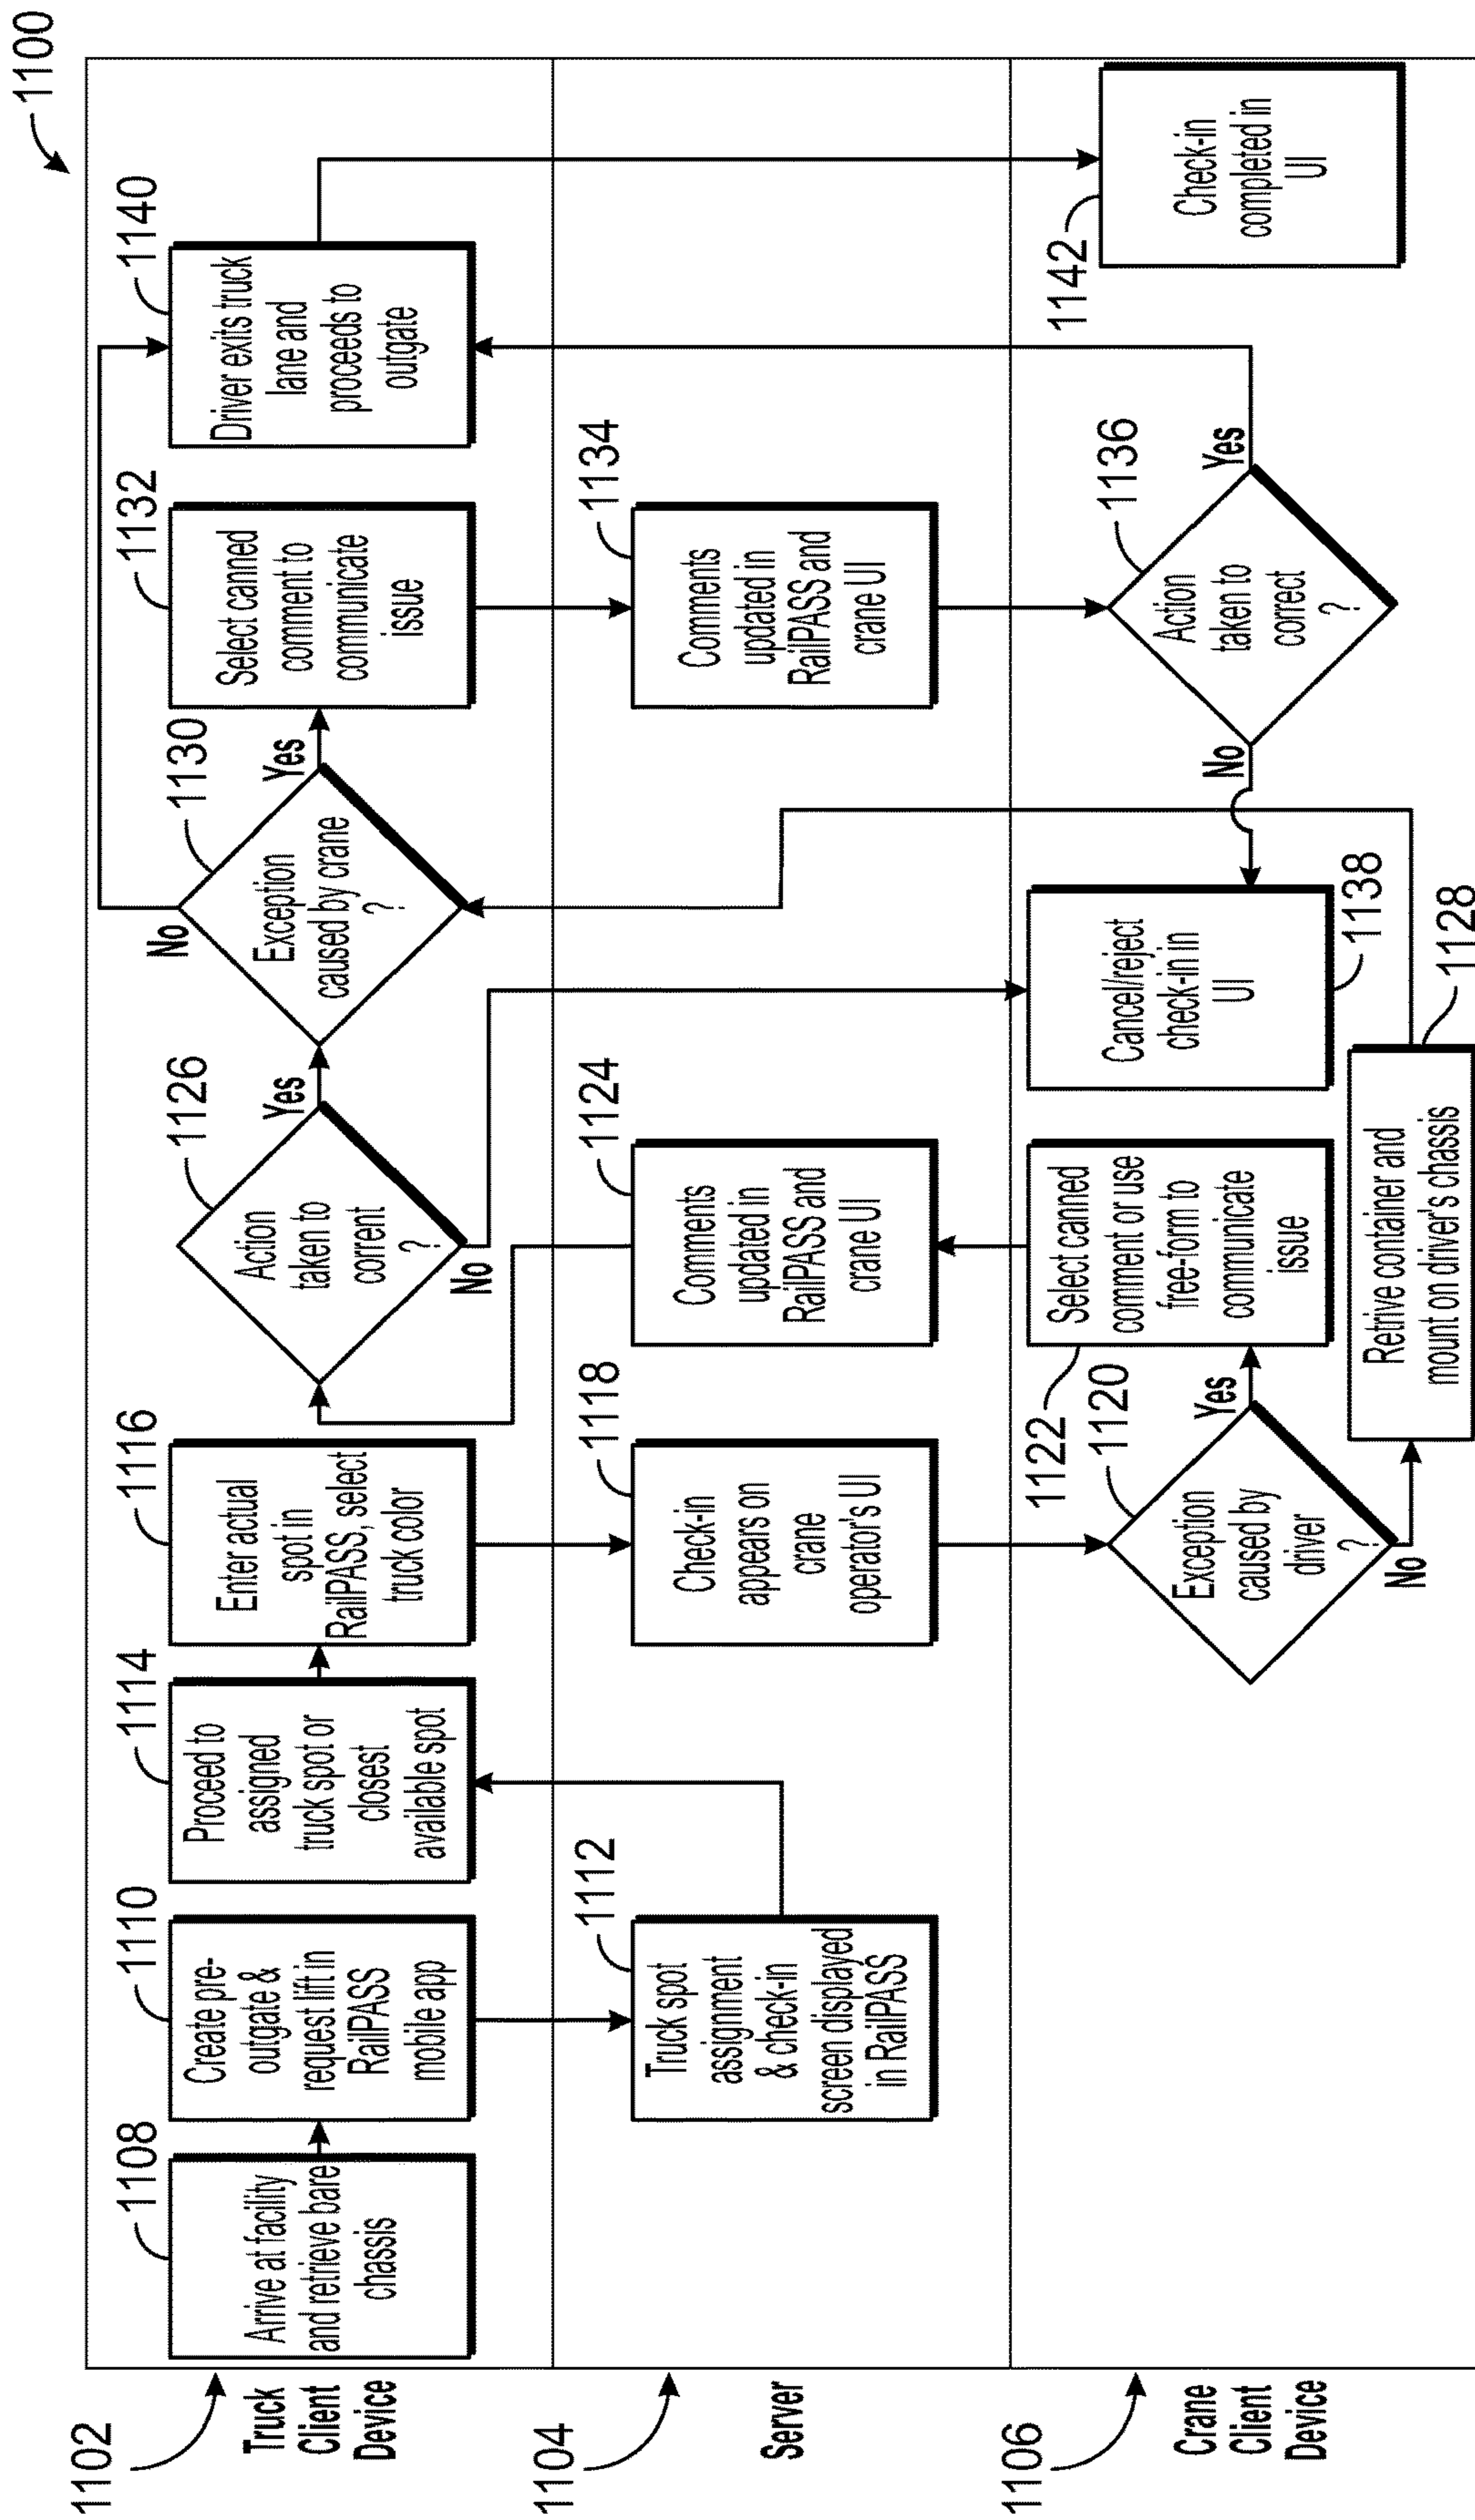 1100
1102
Truck
Client
Device
1108
Arrive at facility
and retrieve bare
chassis
1110
Create pre-
outgate &
request lift in
RailPASS
mobile app
1114
Proceed to
assigned
truck spot or
closest
available spot
1116
Enter actual
spot in
RailPASS, select
truck color
1126
Action
taken to
corrent
?
Yes
No
1130
Exception
caused by crane
?
Yes
No
1132
Select canned
comment to
communicate
issue
1140
Driver exits truck
lane and
proceeds to
outgate
1104
Server
1112
Truck spot
assignment
& check-in
screen displayed
in RailPASS
1118
Check-in
appears on
crane
operator's UI
1124
Comments
updated in
RailPASS and
crane UI
1134
Comments
updated in
RailPASS and
crane UI
1106
Crane
Client
Device
1120
Exception
caused by
driver
?
Yes
No
1122
Select canned
comment or use
free-form to
communicate
issue
1128
Retrive container and
mount on driver's chassis
1138
Cancel/reject
check-in in
UI
1136
Action
taken to
correct
?
No
Yes
1142
Check-in
completed in
UI